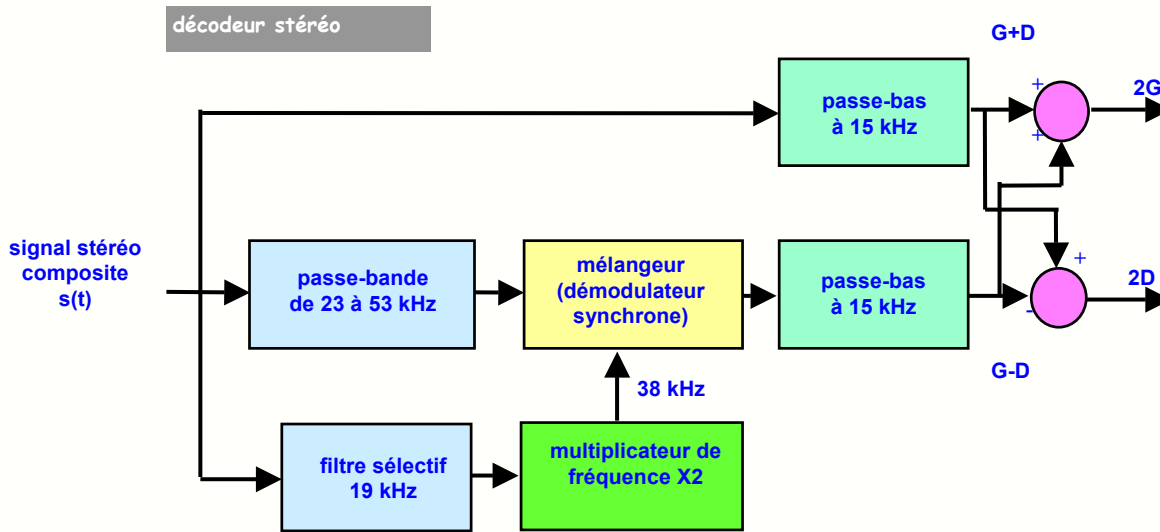 décodeur stéréo
G+D
passe-bas
à 15 kHz
+
+
2G
signal stéréo
composite
s(t)
passe-bande
de 23 à 53 kHz
mélangeur
(démodulateur
synchrone)
passe-bas
à 15 kHz
+
-
2D
G-D
38 kHz
filtre sélectif
19 kHz
multiplicateur de
fréquence X2